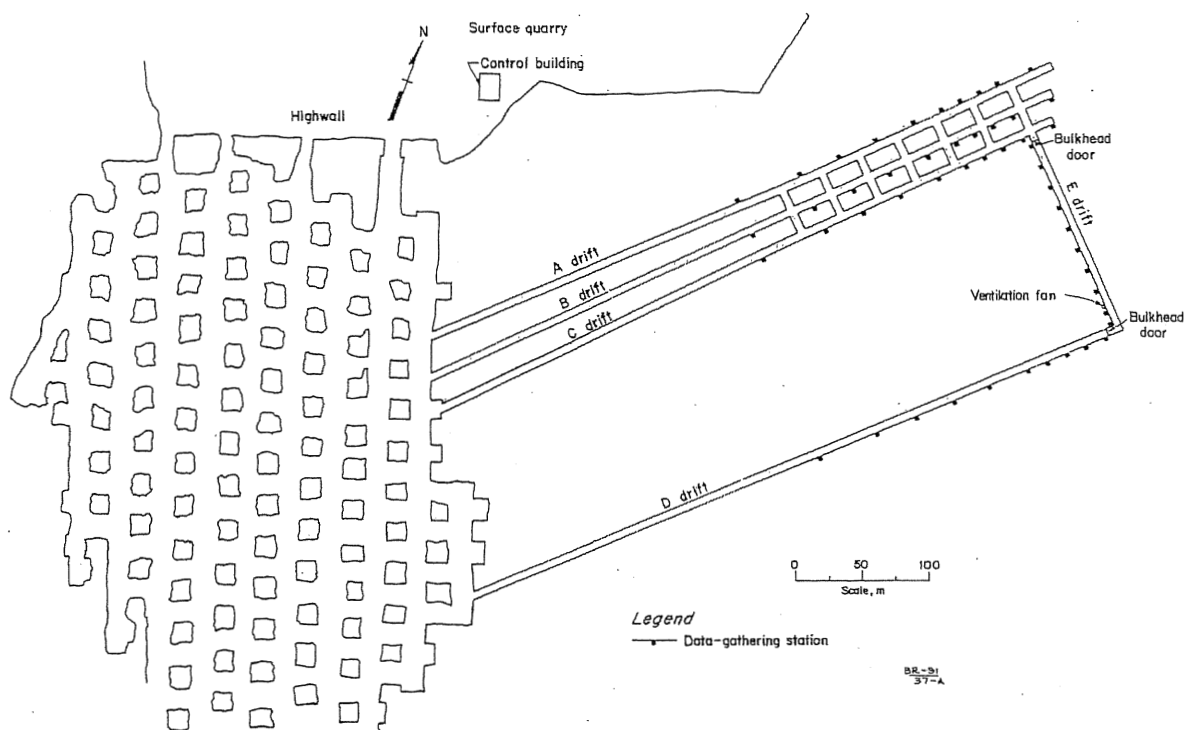 N
Surface quarry
Control building
Highwall
Bulkhead
door
E drift
A drift
B drift
C drift
Ventilation fan
Bulkhead
door
D drift
0 50 100
Scale, m
Legend
Data-gathering station
BR-91
37-A